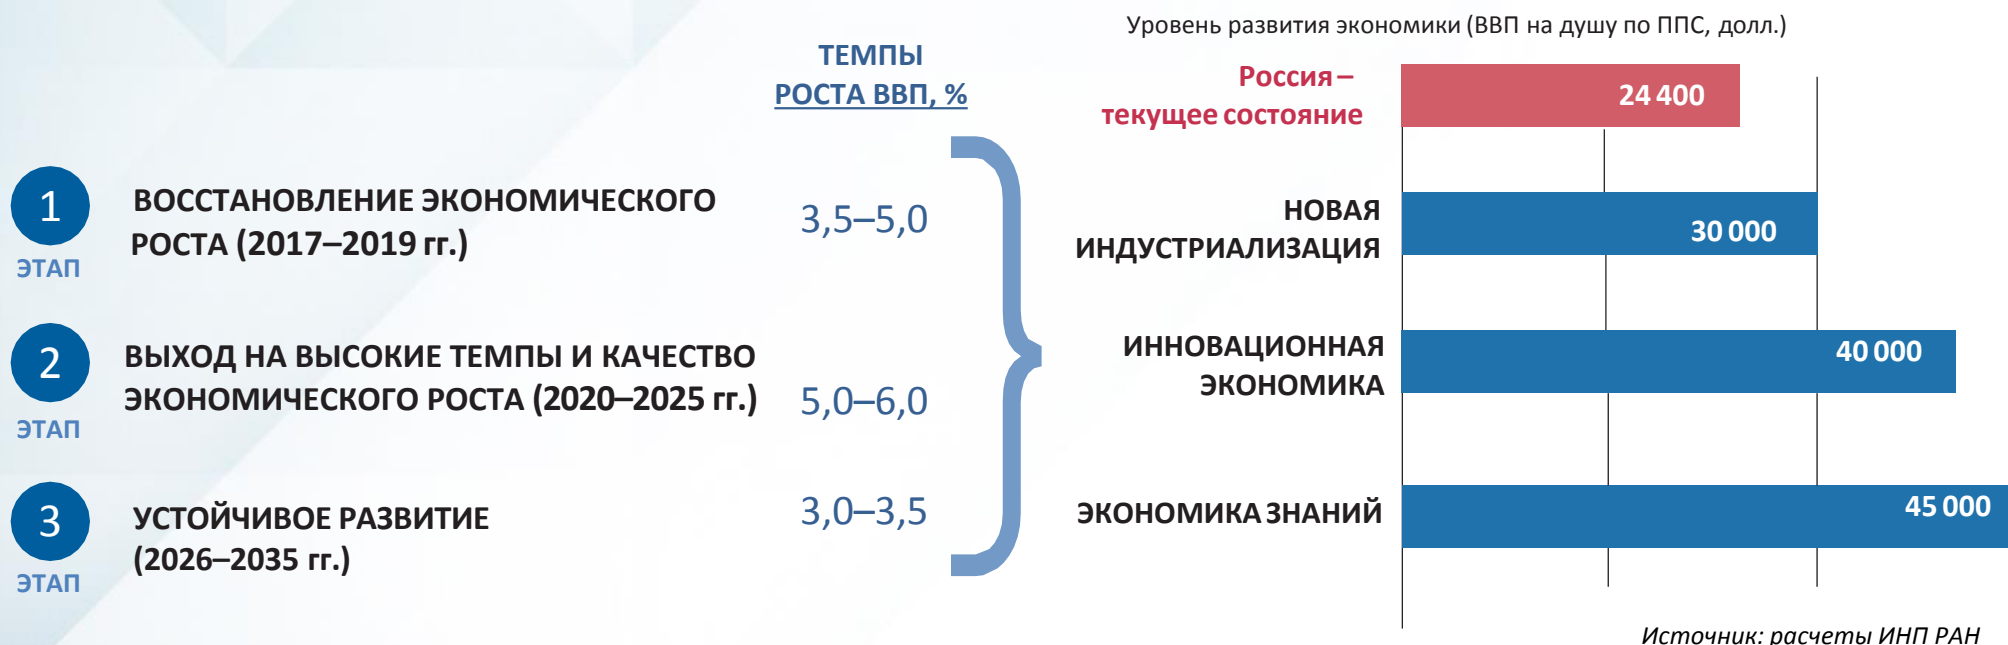 ТЕМПЫ
РОСТА ВВП, %
1
ЭТАП
ВОССТАНОВЛЕНИЕ ЭКОНОМИЧЕСКОГО
РОСТА (2017–2019 гг.)
3,5–5,0
2
ЭТАП
ВЫХОД НА ВЫСОКИЕ ТЕМПЫ И КАЧЕСТВО
ЭКОНОМИЧЕСКОГО РОСТА (2020–2025 гг.)
5,0–6,0
3
ЭТАП
УСТОЙЧИВОЕ РАЗВИТИЕ
(2026–2035 гг.)
3,0–3,5
Уровень развития экономики (ВВП на душу по ППС, долл.)
Россия –
текущее состояние
24 400
НОВАЯ
ИНДУСТРИАЛИЗАЦИЯ
30 000
ИННОВАЦИОННАЯ
ЭКОНОМИКА
40 000
ЭКОНОМИКА ЗНАНИЙ
45 000
Источник: расчеты ИНП РАН